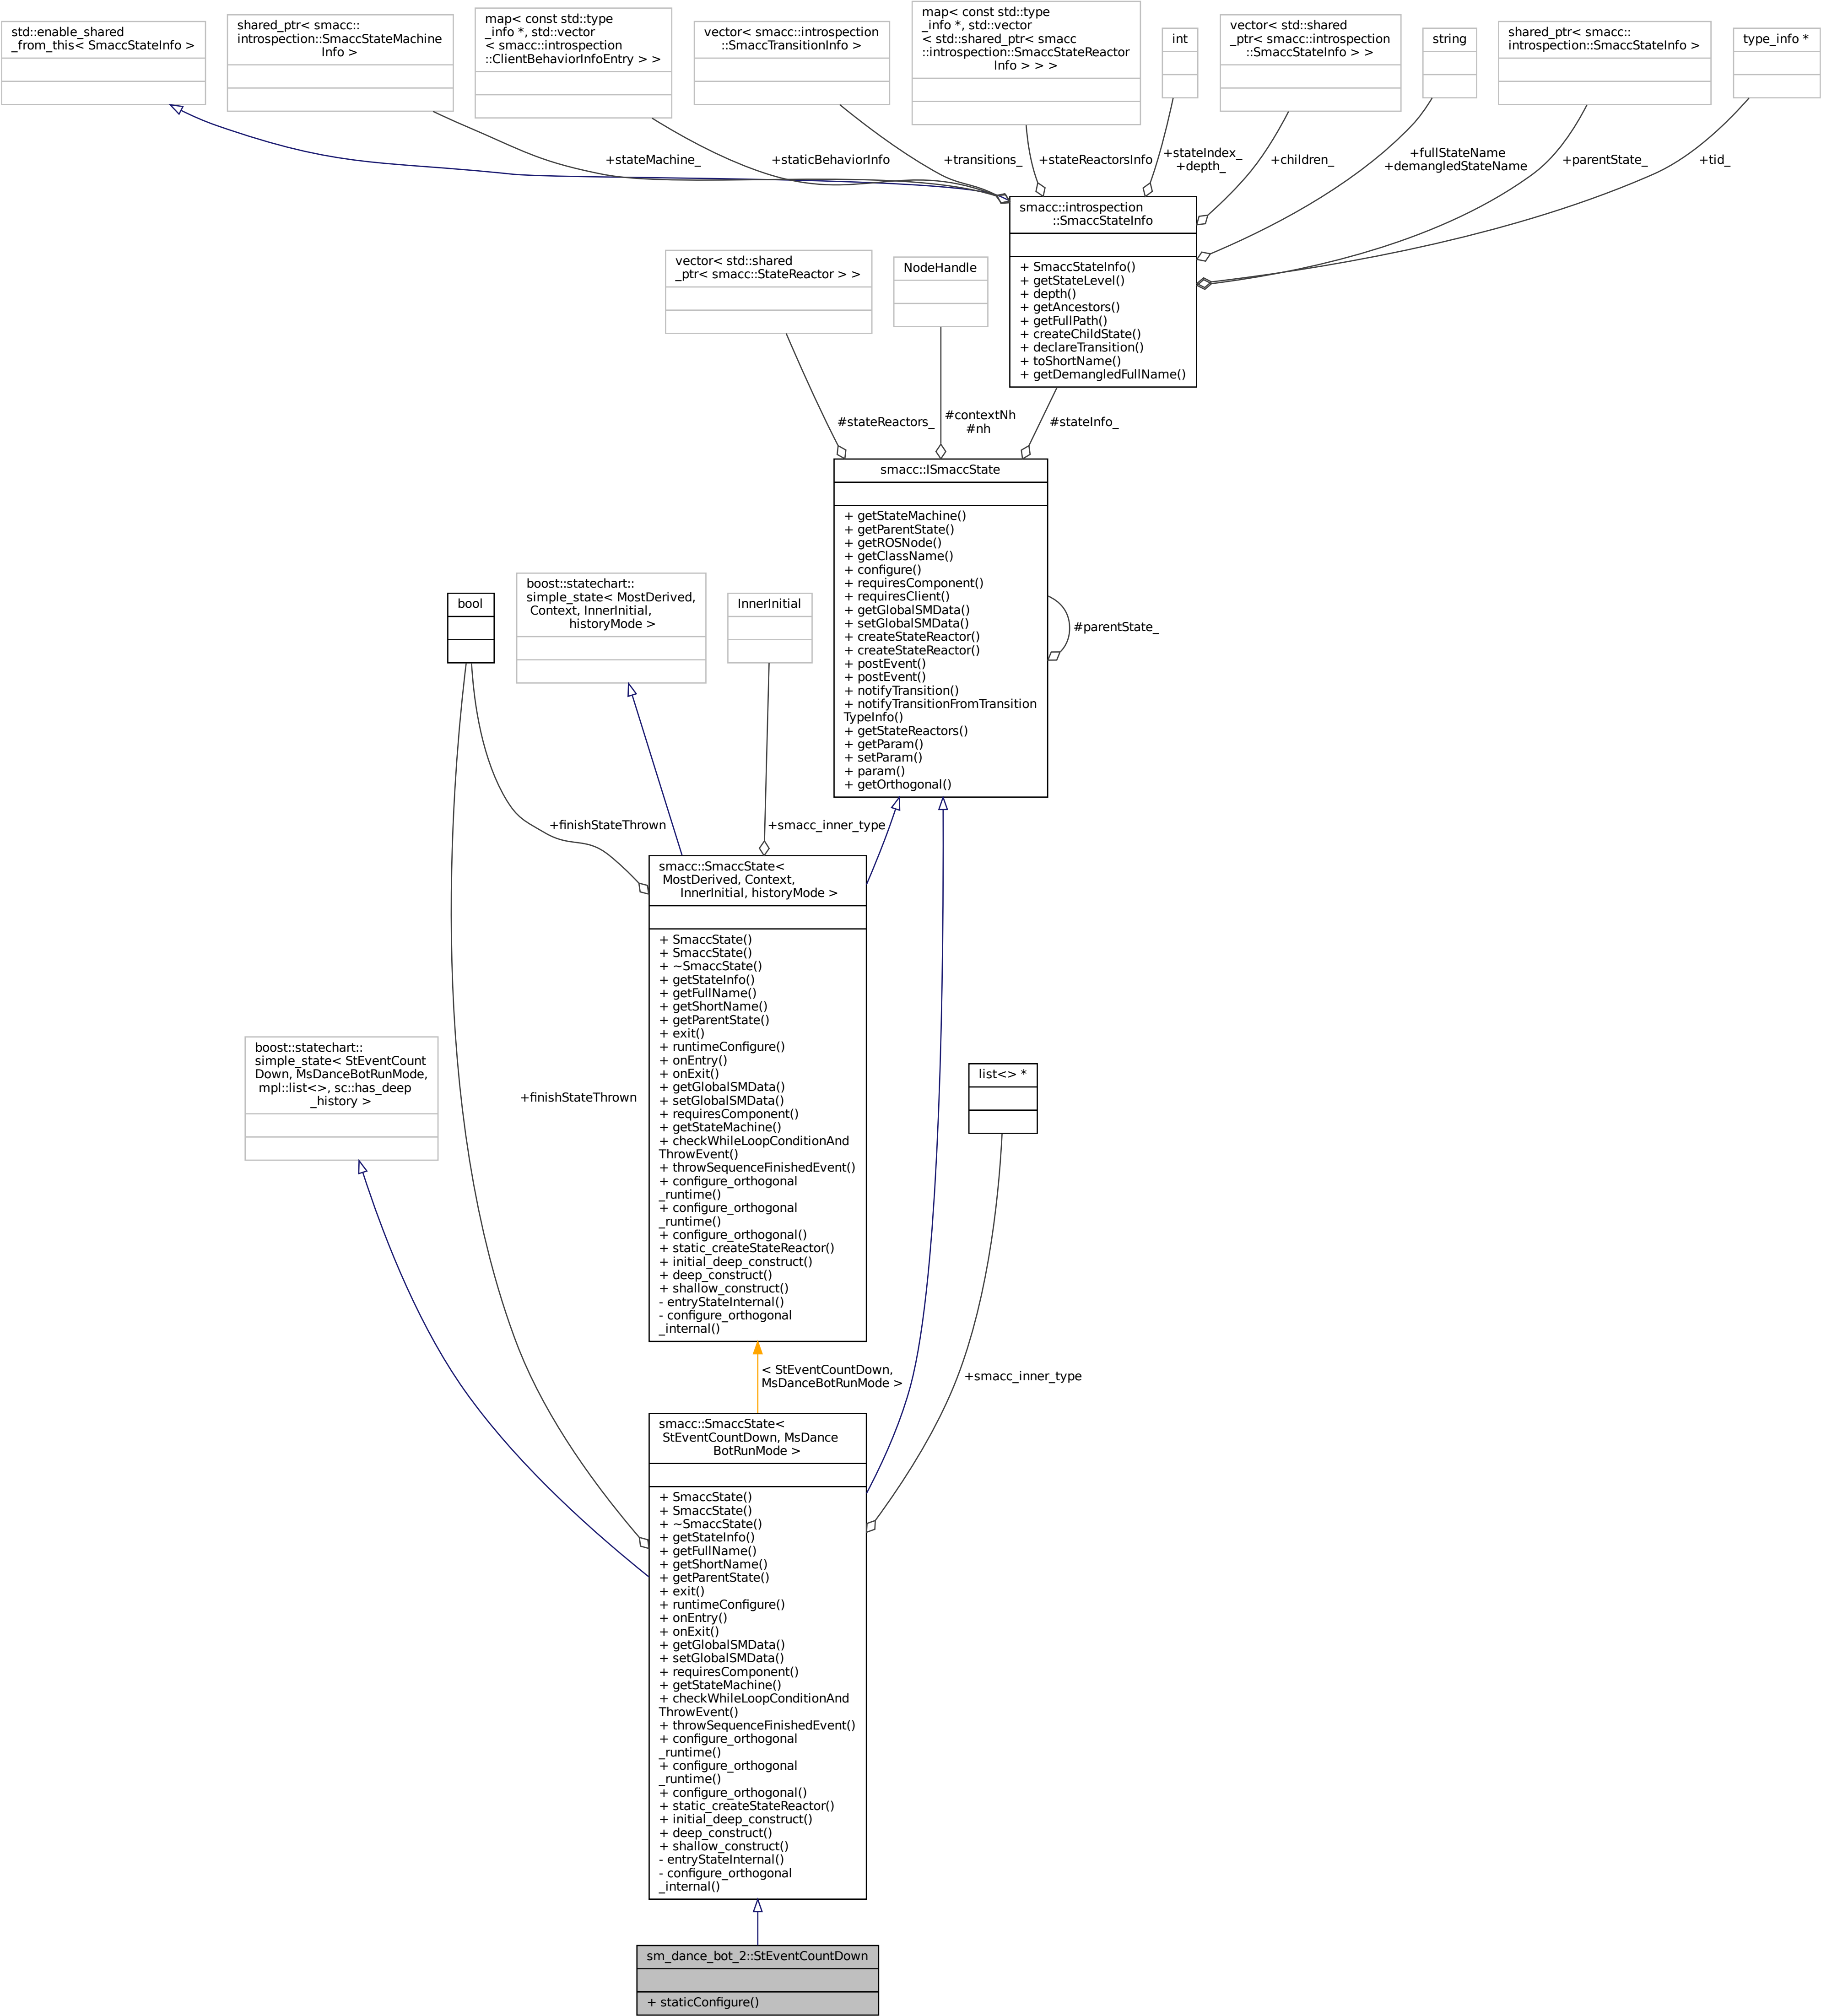 std::enable_shared
_from_this< SmaccStateInfo >
shared_ptr< smacc::
introspection::SmaccStateMachine
Info >
map< const std::type
_info *, std::vector
< smacc::introspection
::ClientBehaviorInfoEntry > >
vector< smacc::introspection
::SmaccTransitionInfo >
map< const std::type
_info *, std::vector
< std::shared_ptr< smacc
::introspection::SmaccStateReactor
Info > > >
int
vector< std::shared
_ptr< smacc::introspection
::SmaccStateInfo > >
string
shared_ptr< smacc::
introspection::SmaccStateInfo >
type_info *
+stateMachine_
+staticBehaviorInfo
+transitions_
+stateReactorsInfo
+stateIndex_
+depth_
+children_
+fullStateName
+demangledStateName
+parentState_
+tid_
smacc::introspection
::SmaccStateInfo
+ SmaccStateInfo()
+ getStateLevel()
+ depth()
+ getAncestors()
+ getFullPath()
+ createChildState()
+ declareTransition()
+ toShortName()
+ getDemangledFullName()
vector< std::shared
_ptr< smacc::StateReactor > >
NodeHandle
#stateReactors_
#contextNh
#nh
#stateInfo_
smacc::ISmaccState
+ getStateMachine()
+ getParentState()
+ getROSNode()
+ getClassName()
+ configure()
+ requiresComponent()
+ requiresClient()
+ getGlobalSMData()
+ setGlobalSMData()
+ createStateReactor()
+ createStateReactor()
+ postEvent()
+ postEvent()
+ notifyTransition()
+ notifyTransitionFromTransition
TypeInfo()
+ getStateReactors()
+ getParam()
+ setParam()
+ param()
+ getOrthogonal()
#parentState_
bool
boost::statechart::
simple_state< MostDerived,
Context, InnerInitial,
historyMode >
InnerInitial
+finishStateThrown
+smacc_inner_type
smacc::SmaccState<
MostDerived, Context,
InnerInitial, historyMode >
+ SmaccState()
+ SmaccState()
+ ~SmaccState()
+ getStateInfo()
+ getFullName()
+ getShortName()
+ getParentState()
+ exit()
+ runtimeConfigure()
+ onEntry()
+ onExit()
+ getGlobalSMData()
+ setGlobalSMData()
+ requiresComponent()
+ getStateMachine()
+ checkWhileLoopConditionAnd
ThrowEvent()
+ throwSequenceFinishedEvent()
+ configure_orthogonal
_runtime()
+ configure_orthogonal
_runtime()
+ configure_orthogonal()
+ static_createStateReactor()
+ initial_deep_construct()
+ deep_construct()
+ shallow_construct()
- entryStateInternal()
- configure_orthogonal
_internal()
boost::statechart::
simple_state< StEventCount
Down, MsDanceBotRunMode,
mpl::list<>, sc::has_deep
_history >
+finishStateThrown
list<> *
< StEventCountDown,
MsDanceBotRunMode >
+smacc_inner_type
smacc::SmaccState<
StEventCountDown, MsDance
BotRunMode >
+ SmaccState()
+ SmaccState()
+ ~SmaccState()
+ getStateInfo()
+ getFullName()
+ getShortName()
+ getParentState()
+ exit()
+ runtimeConfigure()
+ onEntry()
+ onExit()
+ getGlobalSMData()
+ setGlobalSMData()
+ requiresComponent()
+ getStateMachine()
+ checkWhileLoopConditionAnd
ThrowEvent()
+ throwSequenceFinishedEvent()
+ configure_orthogonal
_runtime()
+ configure_orthogonal
_runtime()
+ configure_orthogonal()
+ static_createStateReactor()
+ initial_deep_construct()
+ deep_construct()
+ shallow_construct()
- entryStateInternal()
- configure_orthogonal
_internal()
sm_dance_bot_2::StEventCountDown
+ staticConfigure()